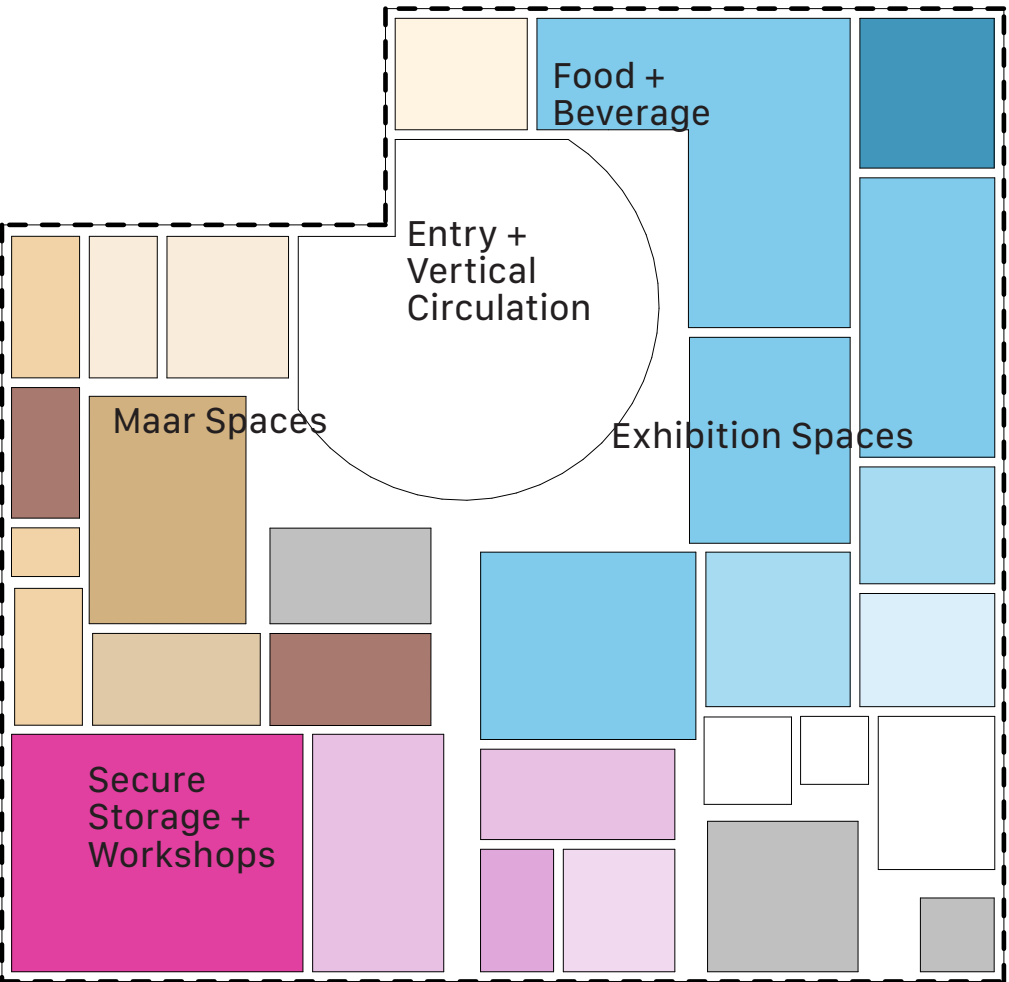 Food +
Beverage
Entry +
Vertical
Circulation
Maar Spaces
Exhibition Spaces
Secure
Storage +
Workshops